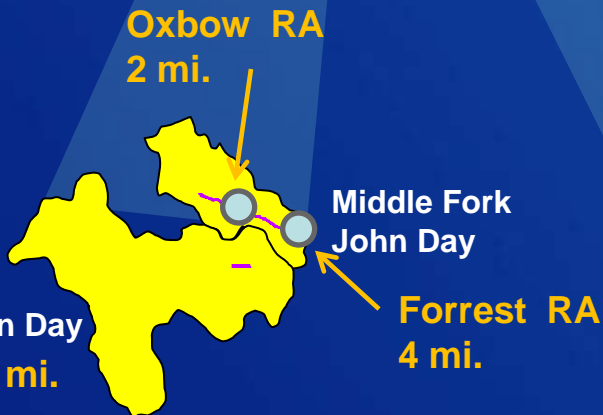 Oxbow RA
2 mi.
Middle Fork
John Day
Forrest RA
4 mi.
n Day
mi.